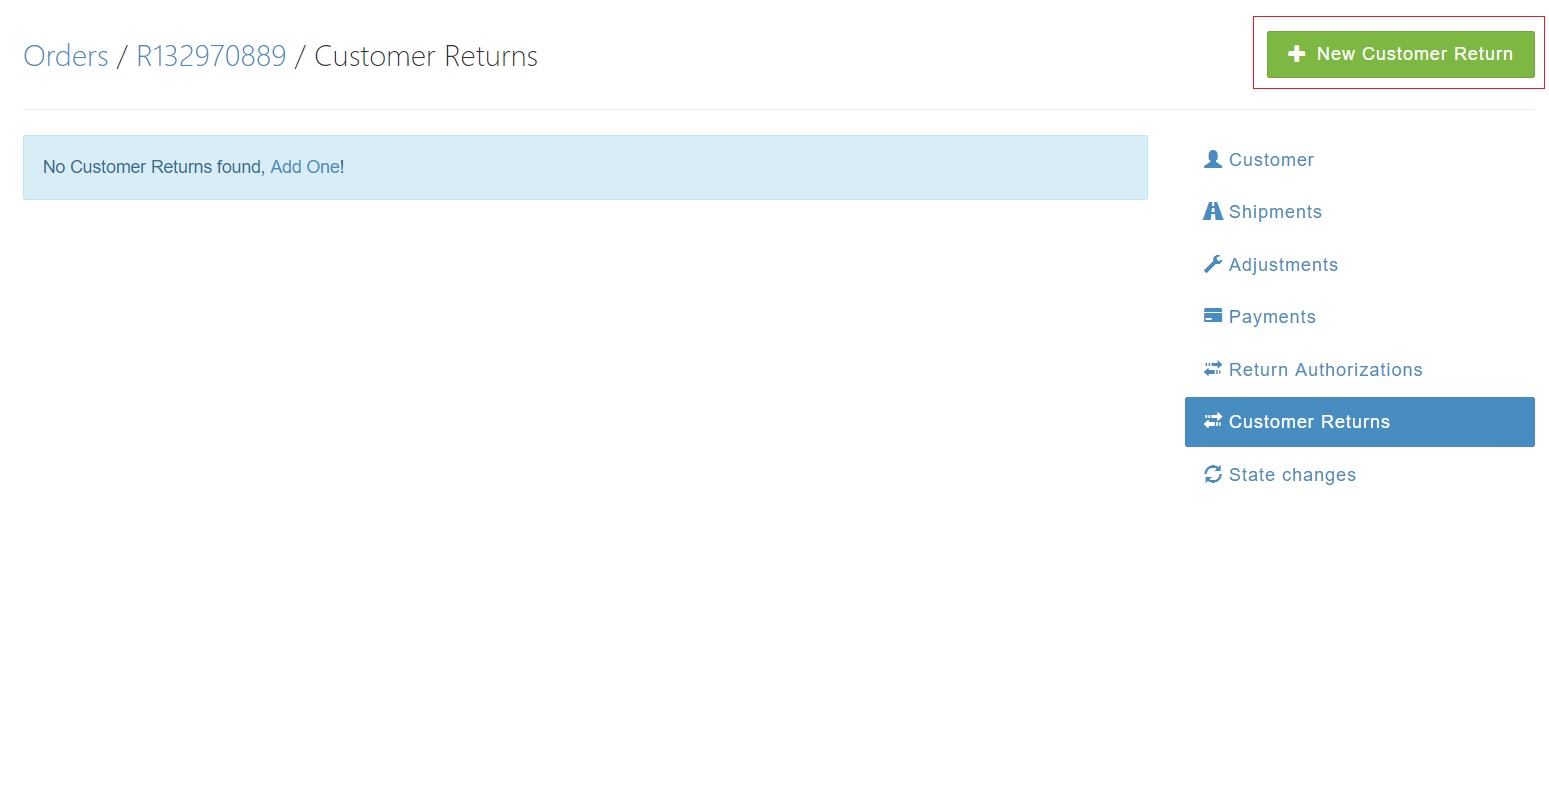 Orders / R132970889 / Customer Returns
New Customer Return
No Customer Returns found, Add One!
Customer
Shipments
Adjustments
Payments
Return Authorizations
Customer Returns
State changes